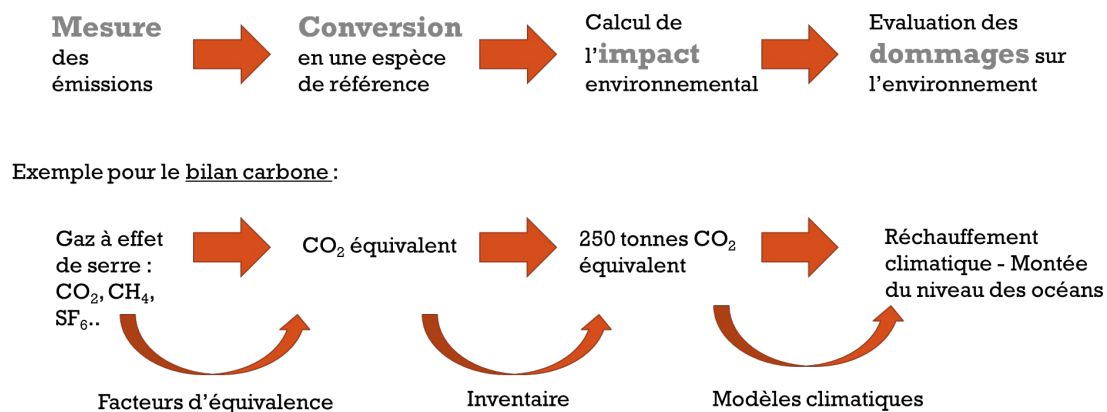 Mesure
des
émissions
Conversion
en une espèce
de référence
Calcul de
l'impact
environnemental
Evaluation des
dommages sur
l'environnement
Exemple pour le bilan carbone :
Gaz à effet
de serre :
CO₂, CH₄,
SF₆..
CO₂ équivalent
250 tonnes CO₂
équivalent
Réchauffement
climatique - Montée
du niveau des océans
Facteurs d'équivalence
Inventaire
Modèles climatiques